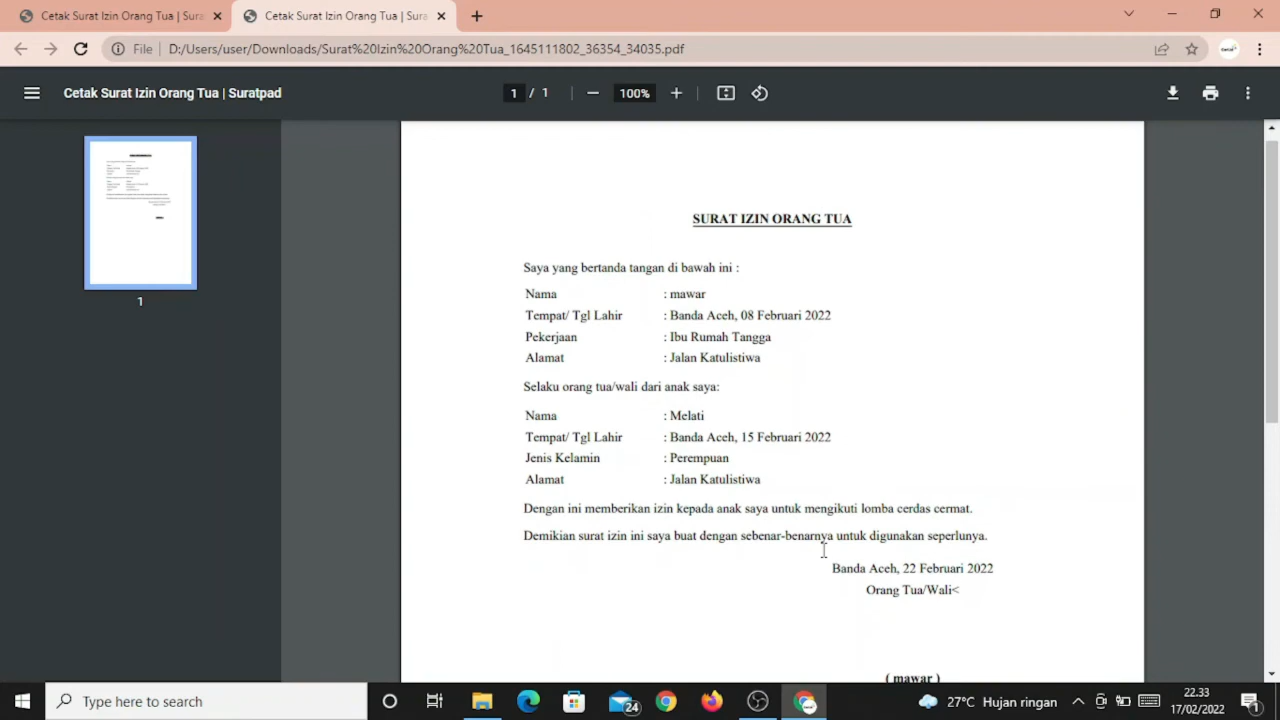 Cetak Surat Izin Orang Tua | Sura
Cetak Surat Izin Orang Tua | Sura
File
D:/Users/user/Downloads/Surat%20Izin%20Orang%20Tua_1645111802_36354_34035.pdf
Cetak Surat Izin Orang Tua | Suratpad
1 / 1
100%
1
SURAT IZIN ORANG TUA
Saya yang bertanda tangan di bawah ini :
Nama : mawar
Tempat/ Tgl Lahir : Banda Aceh, 08 Februari 2022
Pekerjaan : Ibu Rumah Tangga
Alamat : Jalan Katulistiwa
Selaku orang tua/wali dari anak saya:
Nama : Melati
Tempat/ Tgl Lahir : Banda Aceh, 15 Februari 2022
Jenis Kelamin : Perempuan
Alamat : Jalan Katulistiwa
Dengan ini memberikan izin kepada anak saya untuk mengikuti lomba cerdas cermat.
Demikian surat izin ini saya buat dengan sebenar-benarnya untuk digunakan seperlunya.
Banda Aceh, 22 Februari 2022
Orang Tua/Wali<
( mawar )
Type here to search
24
27°C Hujan ringan
22.33
17/02/2022
1